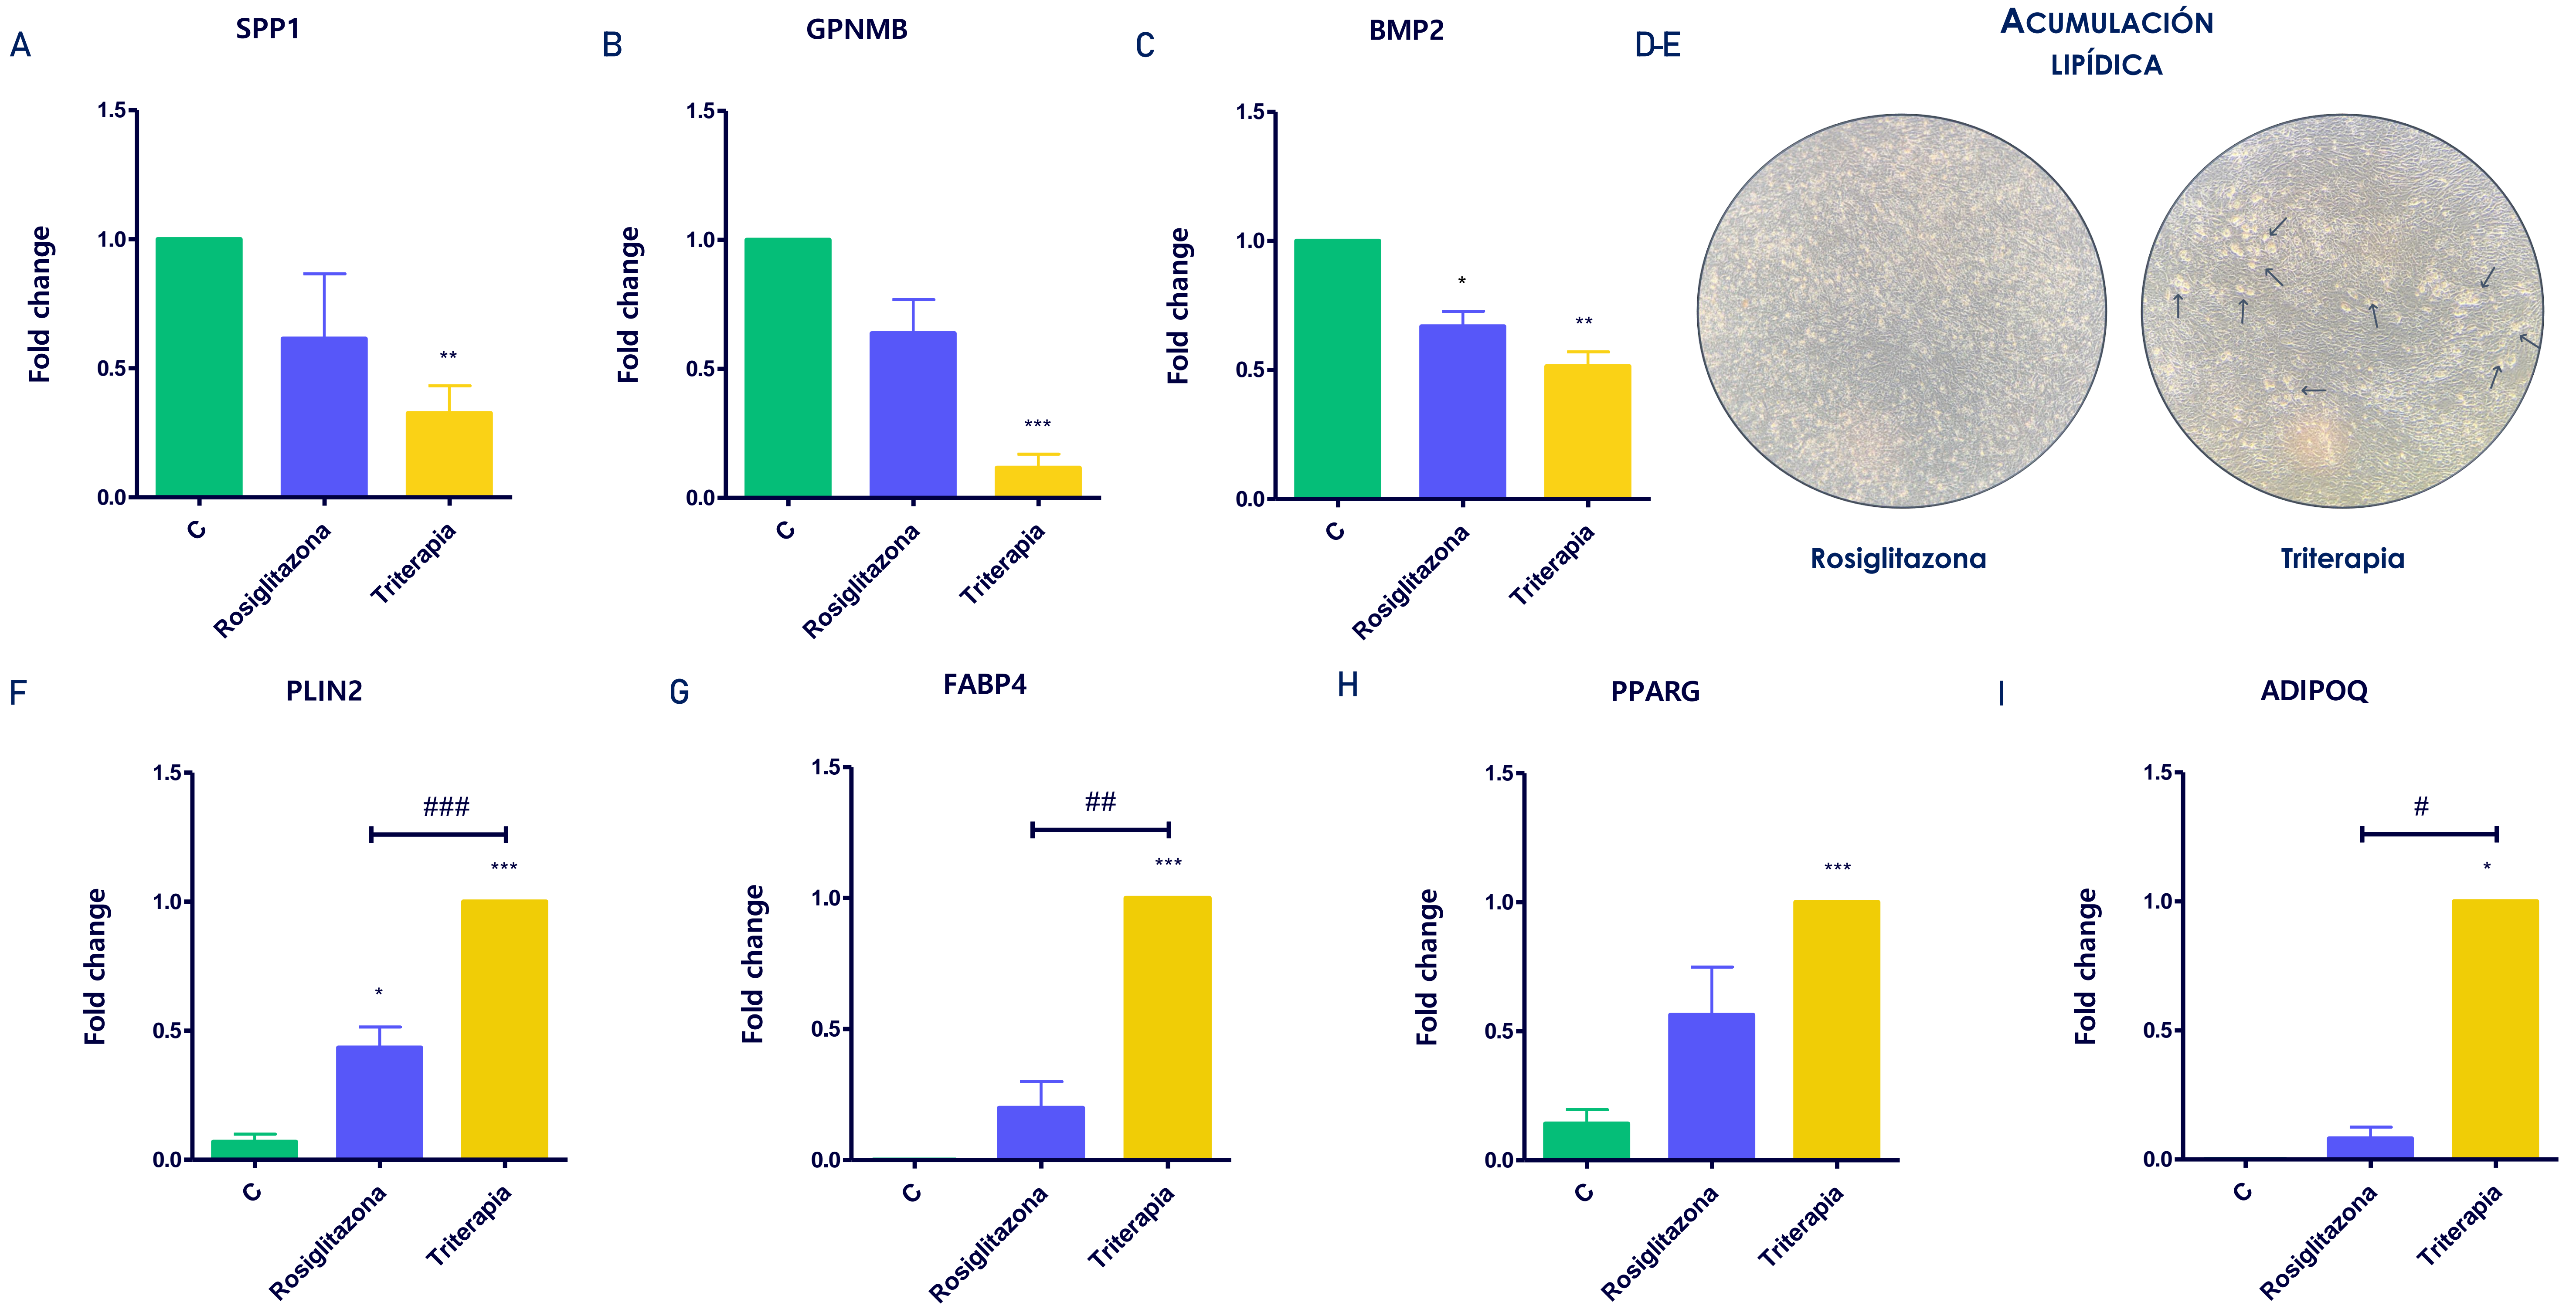 A
SPP1
Fold change
1.5
1.0
0.5
0.0
**
C
Rosiglitazona
Triterapia
B
GPNMB
Fold change
1.5
1.0
0.5
0.0
***
C
Rosiglitazona
Triterapia
C
BMP2
Fold change
1.5
1.0
0.5
0.0
*
**
C
Rosiglitazona
Triterapia
D-E
ACUMULACIÓN
LIPÍDICA
Rosiglitazona
Triterapia
F
PLIN2
Fold change
1.5
1.0
0.5
0.0
###
***
*
C
Rosiglitazona
Triterapia
G
FABP4
Fold change
1.5
1.0
0.5
0.0
##
***
C
Rosiglitazona
Triterapia
H
PPARG
Fold change
1.5
1.0
0.5
0.0
***
C
Rosiglitazona
Triterapia
I
ADIPOQ
Fold change
1.5
1.0
0.5
0.0
#
*
C
Rosiglitazona
Triterapia